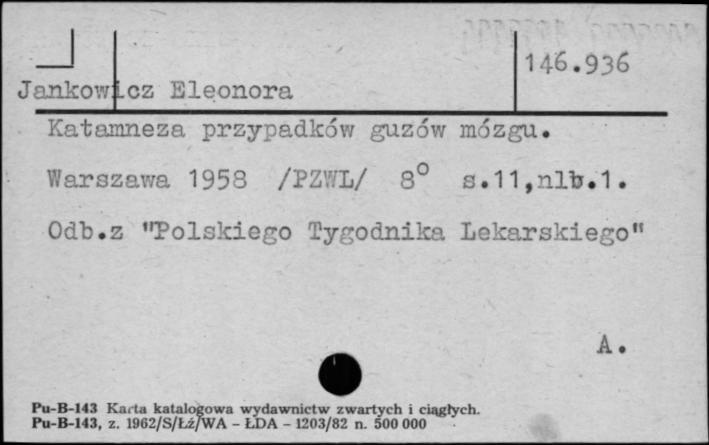 146.936
Jankowicz Eleonora
Katamneza przypadków guzów mózgu.
Warszawa 1958 /PZWL/ 8° s.11,nlb.1.
Odb.z "Polskiego Tygodnika Lekarskiego"
A.
Pu-B-143 Karta katalogowa wydawnictw zwartych i ciągłych.
Pu-B-143, z. 1962/S/Łź/WA - ŁDA - 1203/82 n. 500 000